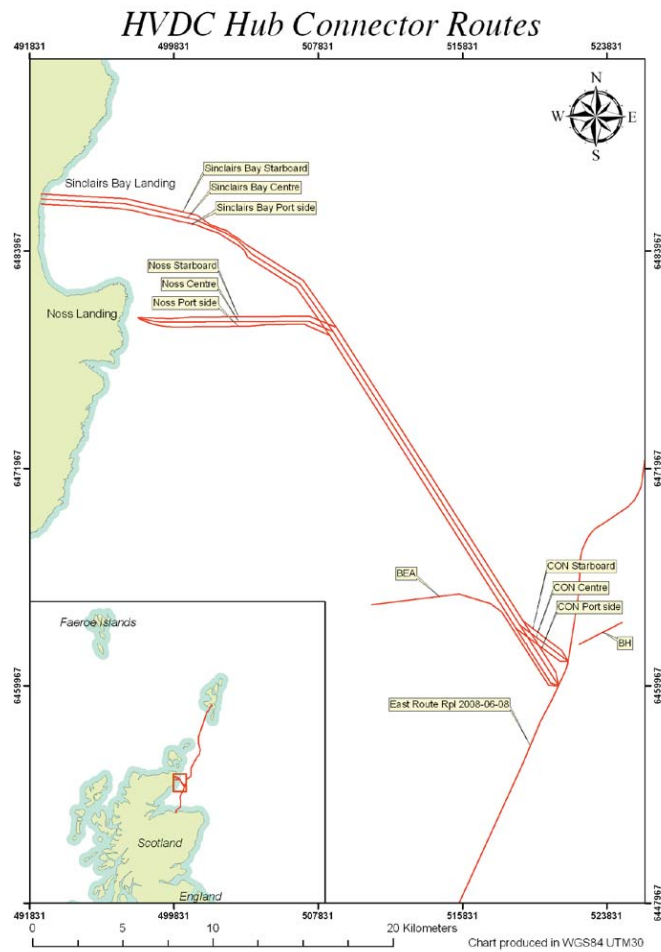 HVDC Hub Connector Routes
491831
499831
507831
515831
523831
N
W
E
S
Sinclairs Bay Starboard
Sinclairs Bay Landing
Sinclairs Bay Centre
Sinclairs Bay Port side
6483967
6483967
Noss Starboard
Noss Centre
Noss Landing
Noss Port side
6471967
6471967
CON Starboard
BEA
CON Centre
CON Port side
BH
Faeroe Islands
6459967
6459967
East Route Rpl 2008-06-08
Scotland
England
6447967
491831
499831
507831
515831
523831
0
5
10
20 Kilometers
Chart produced in WGS84 UTM30